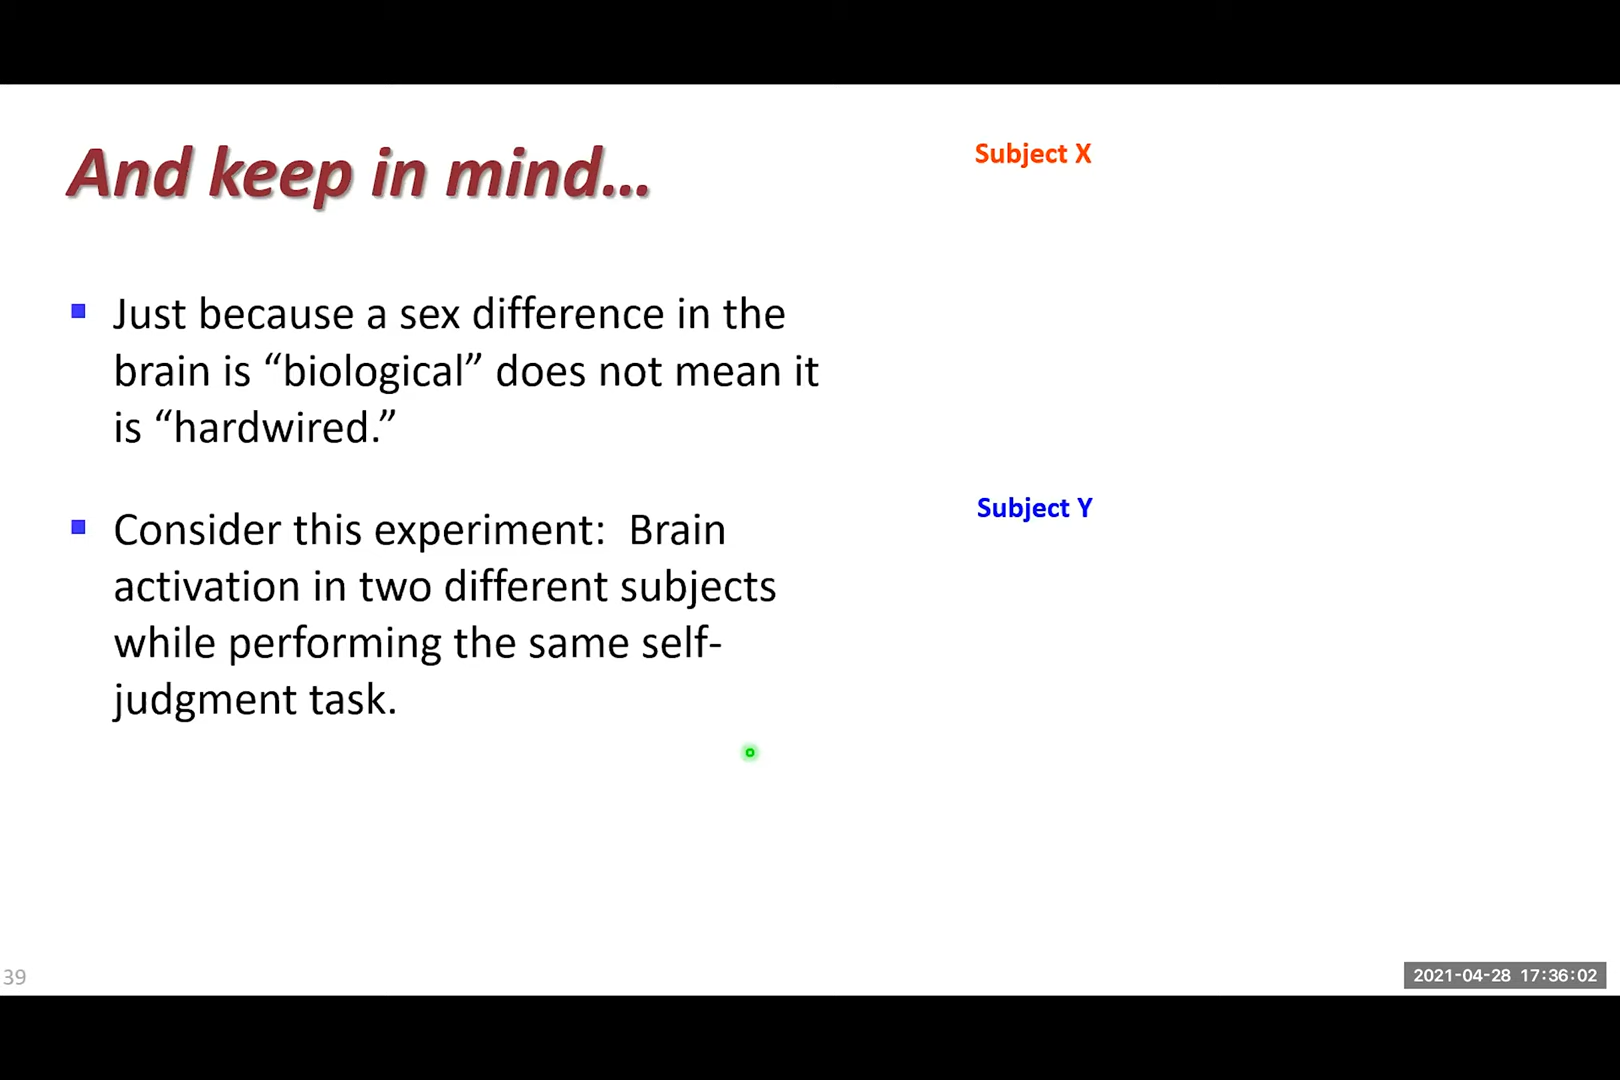 And keep in mind...
Just because a sex difference in the
brain is “biological” does not mean it
is “hardwired.”
Consider this experiment:  Brain
activation in two different subjects
while performing the same self-
judgment task.
Subject X
Subject Y
39
2021-04-28 17:36:02